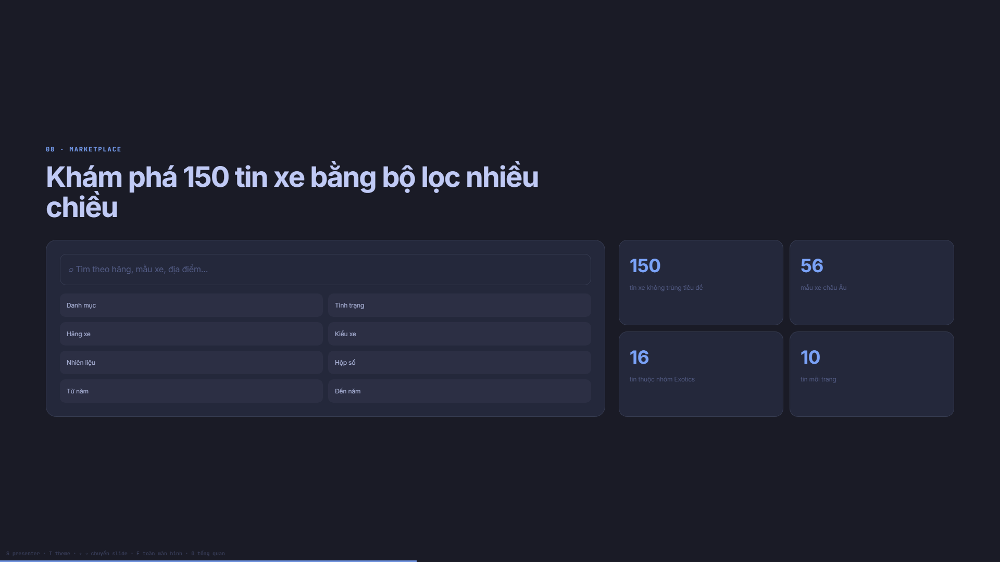 08 · MARKETPLACE
Khám phá 150 tin xe bằng bộ lọc nhiều
chiều
⌕ Tìm theo hãng, mẫu xe, địa điểm...
Danh mục
Tình trạng
Hãng xe
Kiểu xe
Nhiên liệu
Hộp số
Từ năm
Đến năm
150
tin xe không trùng tiêu đề
56
mẫu xe châu Âu
16
tin thuộc nhóm Exotics
10
tin mỗi trang
S presenter · T theme · ← → chuyển slide · F toàn màn hình · O tổng quan